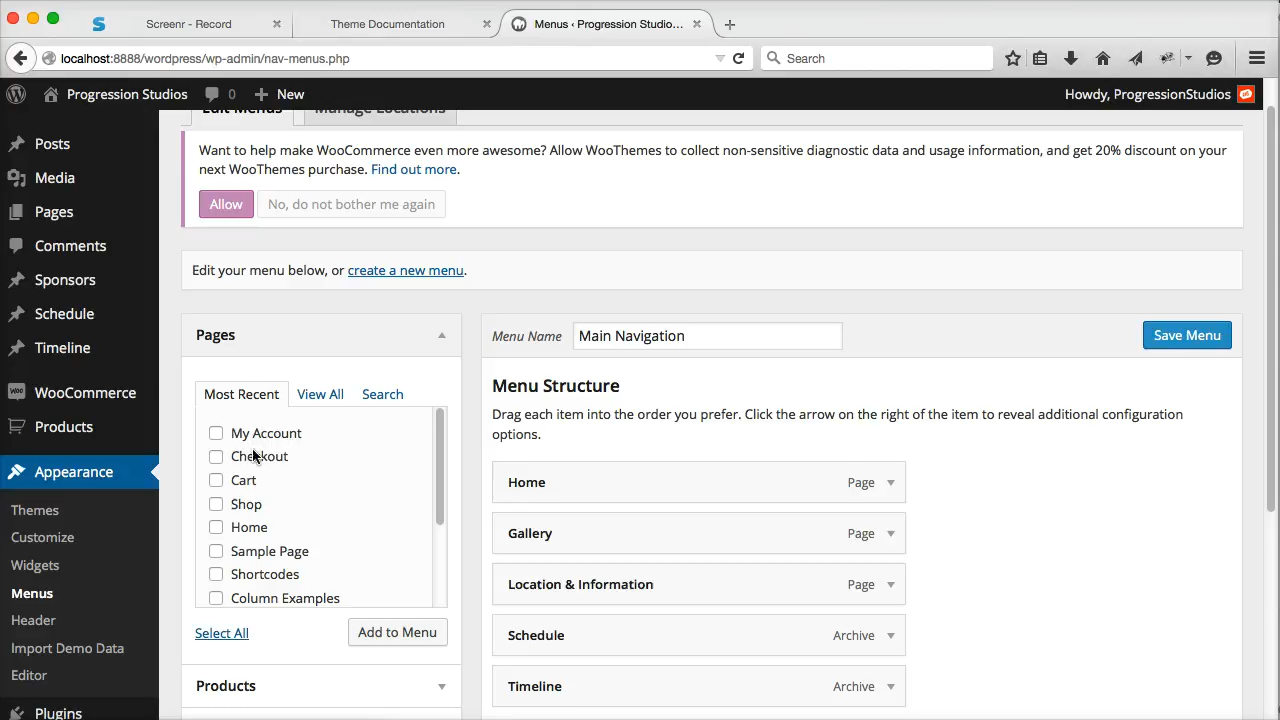 Screenr - Record
Theme Documentation
Menus ‹ Progression Studio...
localhost:8888/wordpress/wp-admin/nav-menus.php
Search
Progression Studios
0
New
Howdy, ProgressionStudios
Posts
Media
Pages
Comments
Sponsors
Schedule
Timeline
WooCommerce
Products
Appearance
Themes
Customize
Widgets
Menus
Header
Import Demo Data
Editor
Plugins
Edit Menus
Manage Locations
Want to help make WooCommerce even more awesome? Allow WooThemes to collect non-sensitive diagnostic data and usage information, and get 20% discount on your
next WooThemes purchase. Find out more.
Allow
No, do not bother me again
Edit your menu below, or create a new menu.
Pages
Most Recent
View All
Search
My Account
Checkout
Cart
Shop
Home
Sample Page
Shortcodes
Column Examples
Select All
Add to Menu
Products
Menu Name
Main Navigation
Save Menu
Menu Structure
Drag each item into the order you prefer. Click the arrow on the right of the item to reveal additional configuration
options.
Home
Page
Gallery
Page
Location & Information
Page
Schedule
Archive
Timeline
Archive